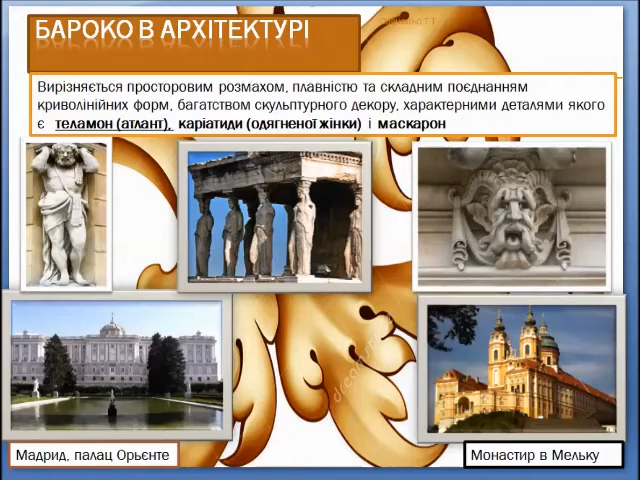 БАРОКО В АРХІТЕКТУРІ
Вирізняється просторовим розмахом, плавністю та складним поєднанням
криволінійних форм, багатством скульптурного декору, характерними деталями якого
є теламон (атлант), каріатиди (одягненої жінки) і маскарон
Мадрид, палац Орьєнте
Монастир в Мельку